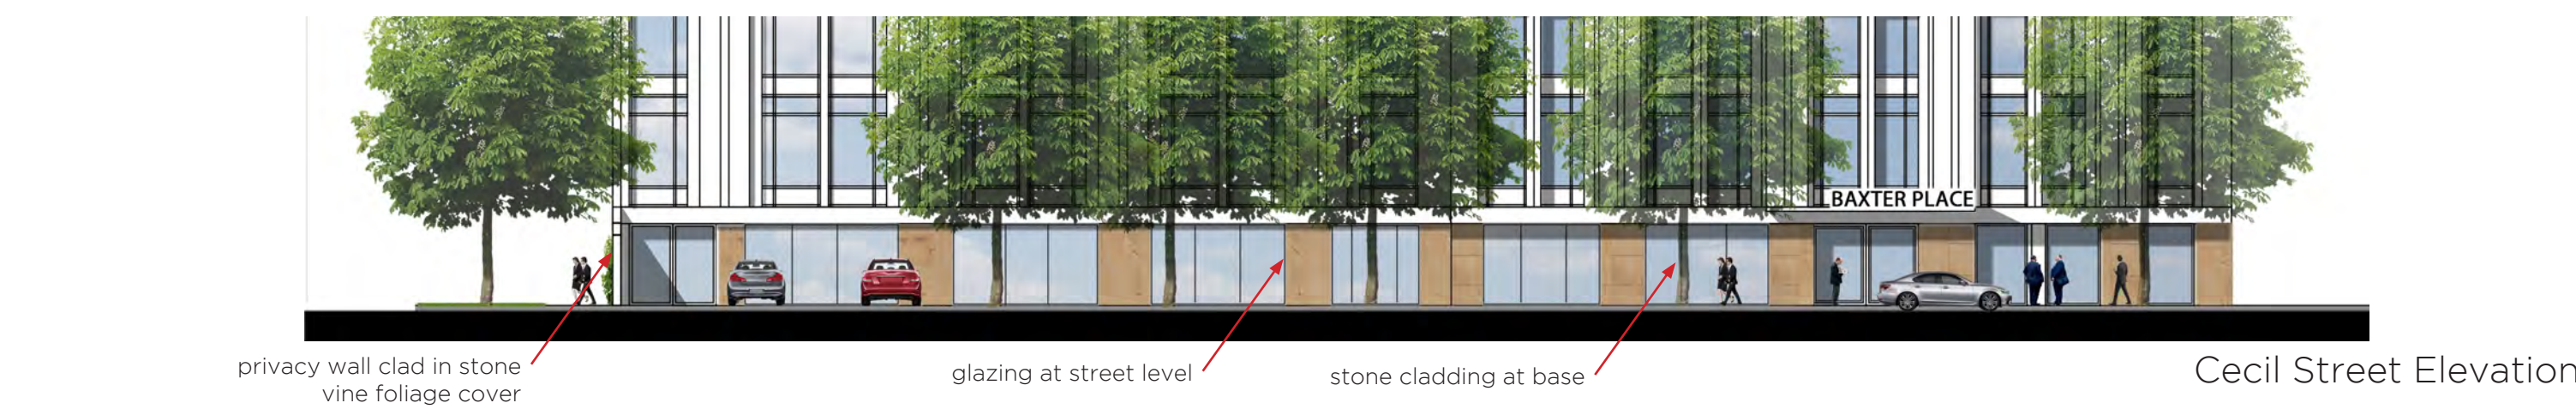 BAXTER PLACE
privacy wall clad in stone
vine foliage cover
glazing at street level
stone cladding at base
Cecil Street Elevation